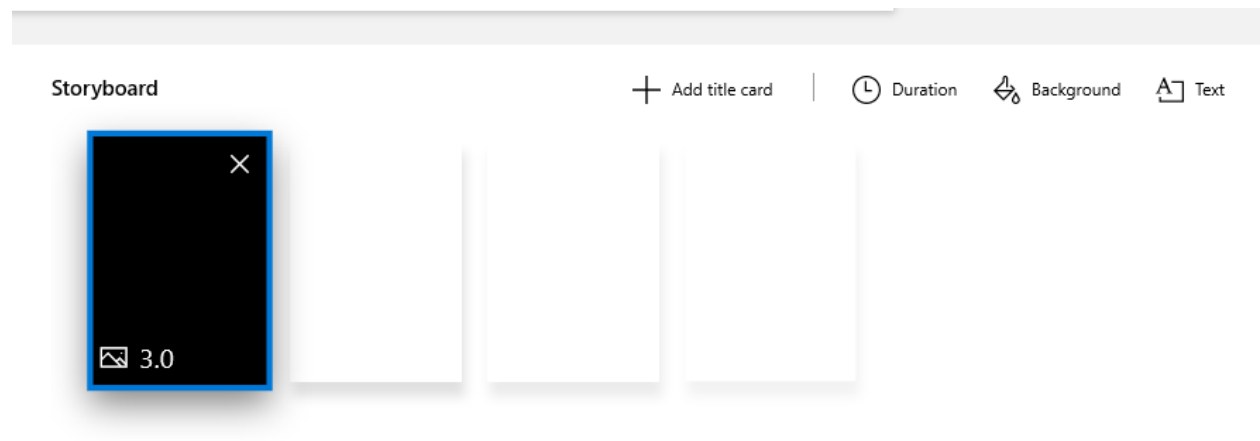 Storyboard
Add title card
Duration
Background
Text
3.0